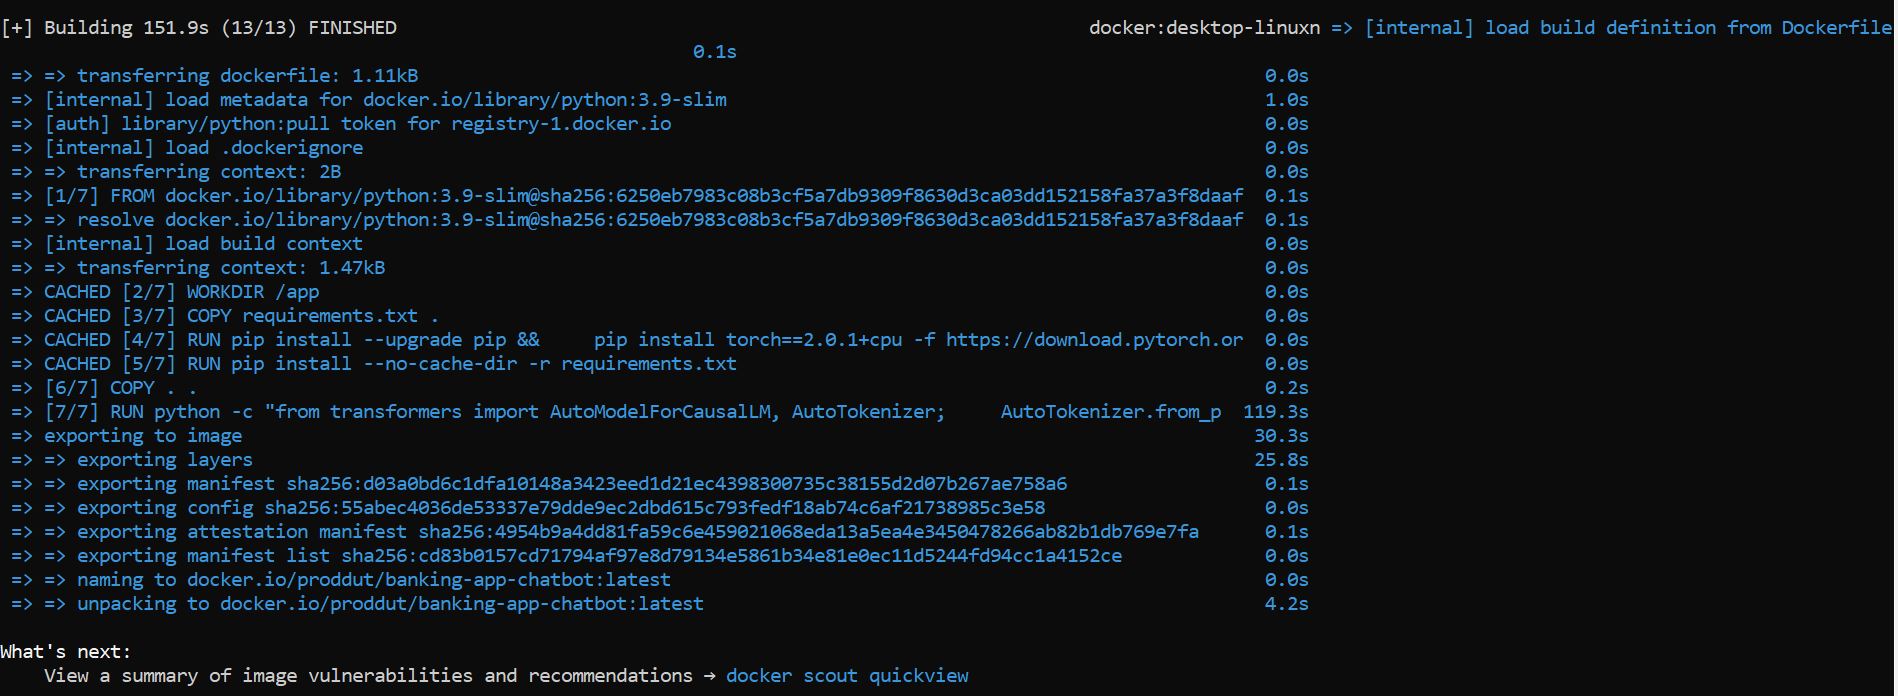 [+] Building 151.9s (13/13) FINISHED docker:desktop-linuxn => [internal] load build definition from Dockerfile
0.1s
=> => transferring dockerfile: 1.11kB 0.0s
=> [internal] load metadata for docker.io/library/python:3.9-slim 1.0s
=> [auth] library/python:pull token for registry-1.docker.io 0.0s
=> [internal] load .dockerignore 0.0s
=> => transferring context: 2B 0.0s
=> [1/7] FROM docker.io/library/python:3.9-slim@sha256:6250eb7983c08b3cf5a7db9309f8630d3ca03dd152158fa37a3f8daaf 0.1s
=> => resolve docker.io/library/python:3.9-slim@sha256:6250eb7983c08b3cf5a7db9309f8630d3ca03dd152158fa37a3f8daaf 0.1s
=> [internal] load build context 0.0s
=> => transferring context: 1.47kB 0.0s
=> CACHED [2/7] WORKDIR /app 0.0s
=> CACHED [3/7] COPY requirements.txt . 0.0s
=> CACHED [4/7] RUN pip install --upgrade pip &&     pip install torch==2.0.1+cpu -f https://download.pytorch.or 0.0s
=> CACHED [5/7] RUN pip install --no-cache-dir -r requirements.txt 0.0s
=> [6/7] COPY . . 0.2s
=> [7/7] RUN python -c "from transformers import AutoModelForCausalLM, AutoTokenizer;     AutoTokenizer.from_p 119.3s
=> exporting to image 30.3s
=> => exporting layers 25.8s
=> => exporting manifest sha256:d03a0bd6c1dfa10148a3423eed1d21ec4398300735c38155d2d07b267ae758a6 0.1s
=> => exporting config sha256:55abec4036de53337e79dde9ec2dbd615c793fedf18ab74c6af21738985c3e58 0.0s
=> => exporting attestation manifest sha256:4954b9a4dd81fa59c6e459021068eda13a5ea4e3450478266ab82b1db769e7fa 0.1s
=> => exporting manifest list sha256:cd83b0157cd71794af97e8d79134e5861b34e81e0ec11d5244fd94cc1a4152ce 0.0s
=> => naming to docker.io/proddut/banking-app-chatbot:latest 0.0s
=> => unpacking to docker.io/proddut/banking-app-chatbot:latest 4.2s
What's next:
View a summary of image vulnerabilities and recommendations → docker scout quickview